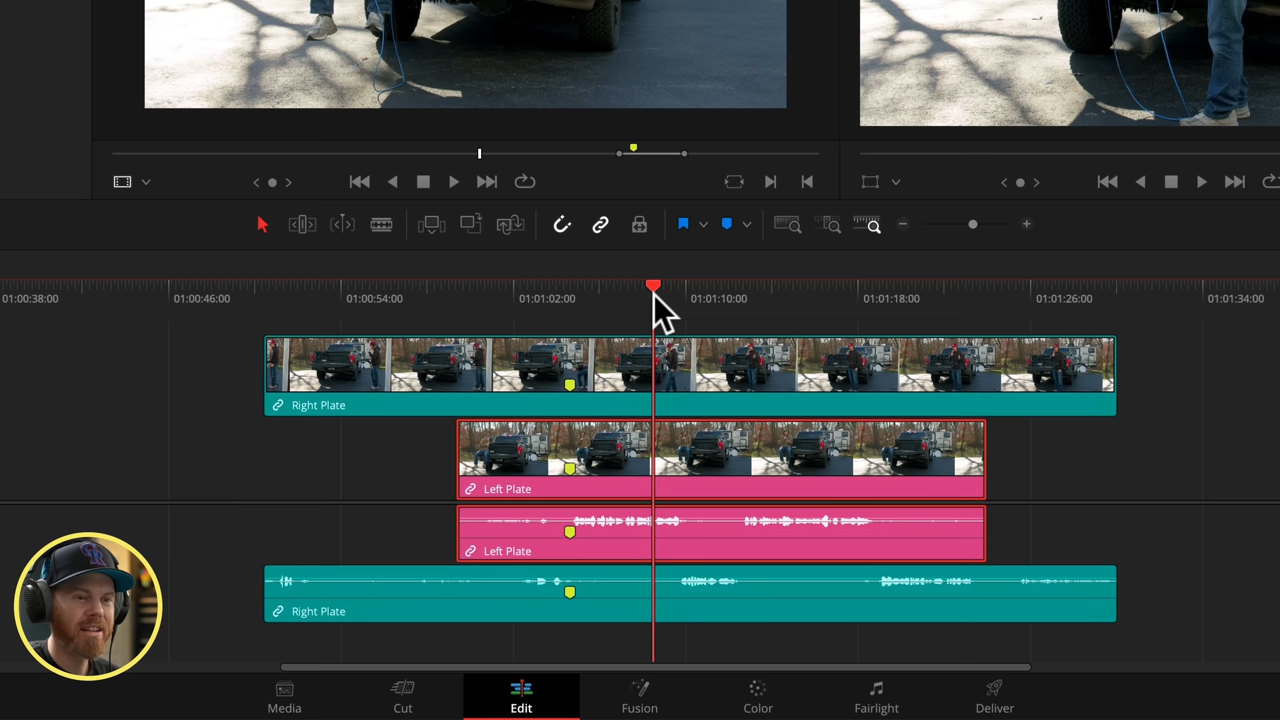 01:00:38:00
01:00:46:00
01:00:54:00
01:01:02:00
01:01:10:00
01:01:18:00
01:01:26:00
01:01:34:00
Right Plate
Left Plate
Left Plate
Right Plate
Media
Cut
Edit
Fusion
Color
Fairlight
Deliver